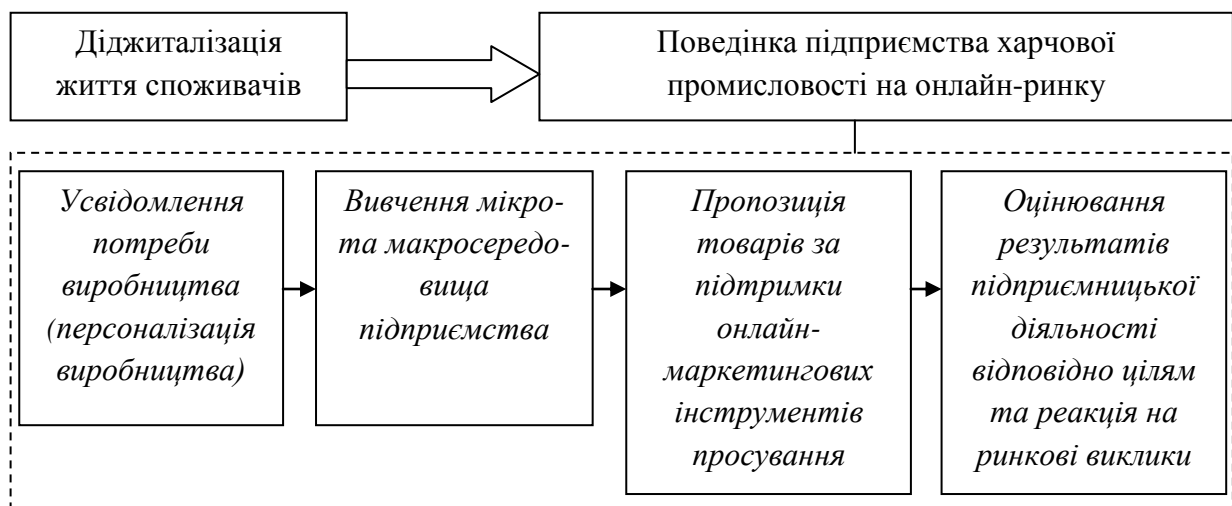 Діджиталізація
життя споживачів
Поведінка підприємства харчової
промисловості на онлайн-ринку
Усвідомлення
потреби
виробництва
(персоналізація
виробництва)
Вивчення мікро-
та макросередо-
вища
підприємства
Пропозиція
товарів за
підтримки
онлайн-
маркетингових
інструментів
просування
Оцінювання
результатів
підприємницької
діяльності
відповідно цілям
та реакція на
ринкові виклики